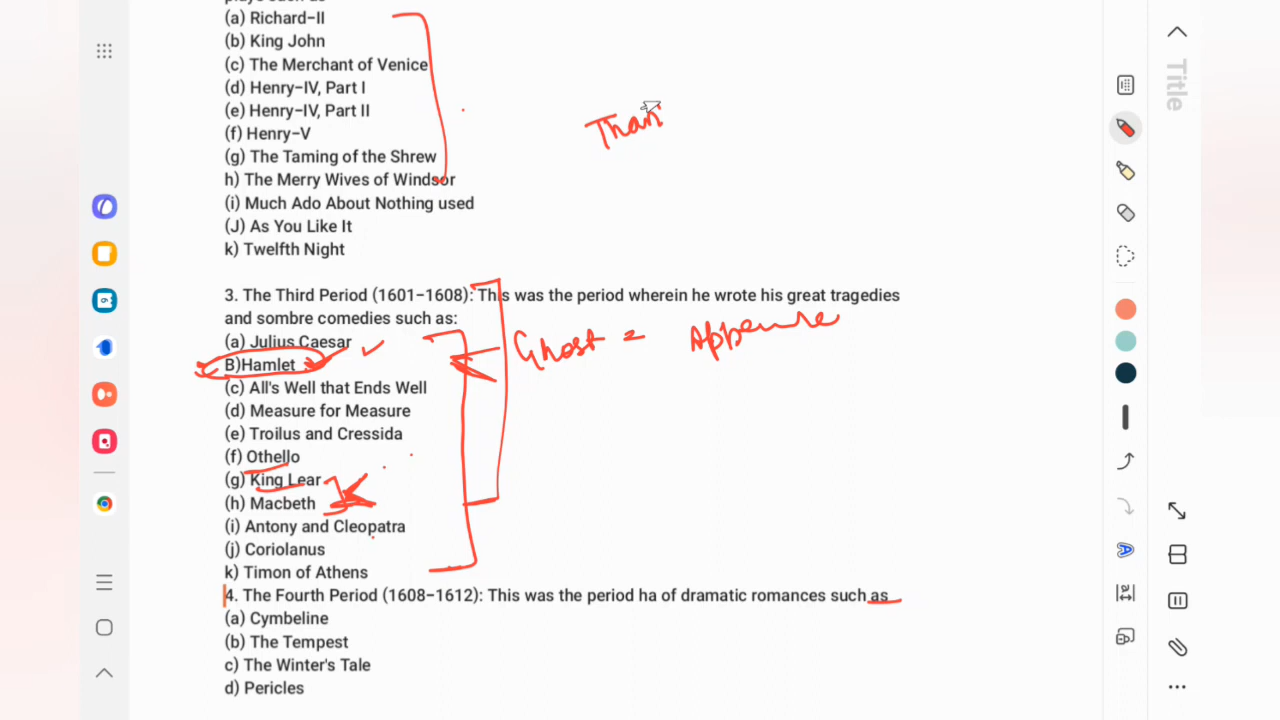 (a) Richard-II
(b) King John
(c) The Merchant of Venice
(d) Henry-IV, Part I
(e) Henry-IV, Part II
(f) Henry-V
(g) The Taming of the Shrew
h) The Merry Wives of Windsor
(i) Much Ado About Nothing used
(J) As You Like It
k) Twelfth Night
Than
3. The Third Period (1601-1608): This was the period wherein he wrote his great tragedies
and sombre comedies such as:
(a) Julius Caesar
B)Hamlet
Ghost =
(c) All's Well that Ends Well
(d) Measure for Measure
(e) Troilus and Cressida
(f) Othello
(g) King Lear
(h) Macbeth
(i) Antony and Cleopatra
(j) Coriolanus
k) Timon of Athens
4. The Fourth Period (1608-1612): This was the period ha of dramatic romances such as
(a) Cymbeline
(b) The Tempest
c) The Winter's Tale
d) Pericles
Title